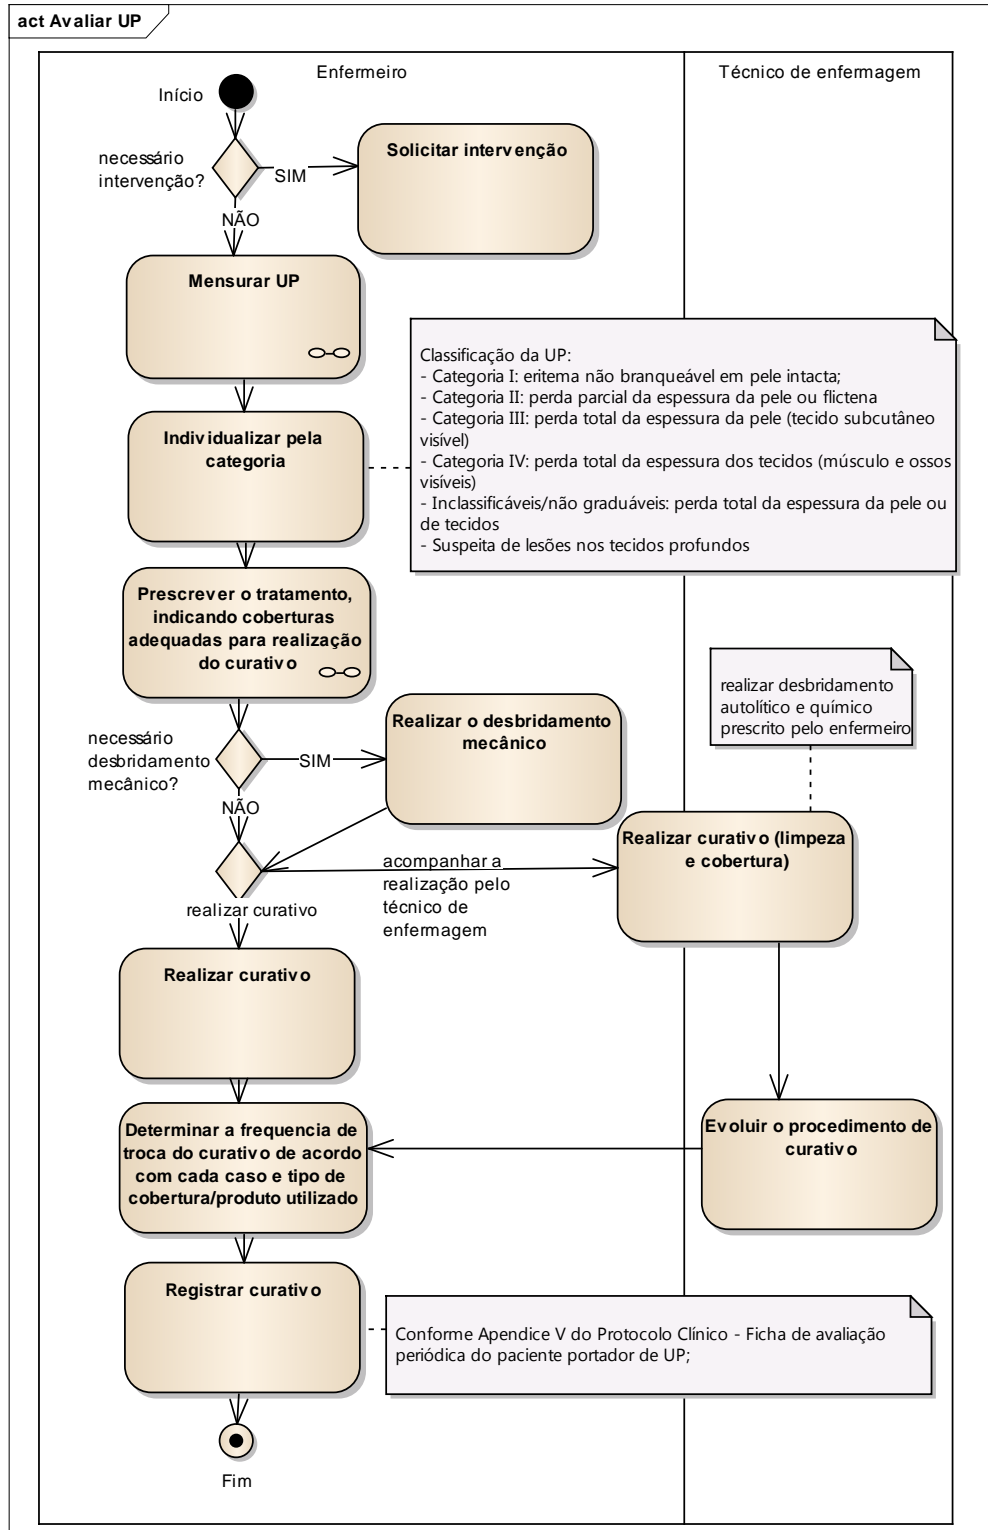 act Avaliar UP
Enfermeiro
Técnico de enfermagem
Início
necessário
intervenção?
SIM
Solicitar intervenção
NÃO
Mensurar UP
Classificação da UP:
- Categoria I: eritema não branqueável em pele intacta;
- Categoria II: perda parcial da espessura da pele ou flictena
- Categoria III: perda total da espessura da pele (tecido subcutâneo
visível)
- Categoria IV: perda total da espessura dos tecidos (músculo e ossos
visíveis)
- Inclassificáveis/não graduáveis: perda total da espessura da pele ou
de tecidos
- Suspeita de lesões nos tecidos profundos
Individualizar pela
categoria
Prescrever o tratamento,
indicando coberturas
adequadas para realização
do curativo
necessário
desbridamento
mecânico?
SIM
Realizar o desbridamento
mecânico
realizar desbridamento
autolítico e químico
prescrito pelo enfermeiro
NÃO
Realizar curativo (limpeza
e cobertura)
acompanhar a
realização pelo
técnico de
enfermagem
realizar curativo
Realizar curativo
Determinar a frequencia de
troca do curativo de acordo
com cada caso e tipo de
cobertura/produto utilizado
Evoluir o procedimento de
curativo
Registrar curativo
Conforme Apendice V do Protocolo Clínico - Ficha de avaliação
periódica do paciente portador de UP;
Fim